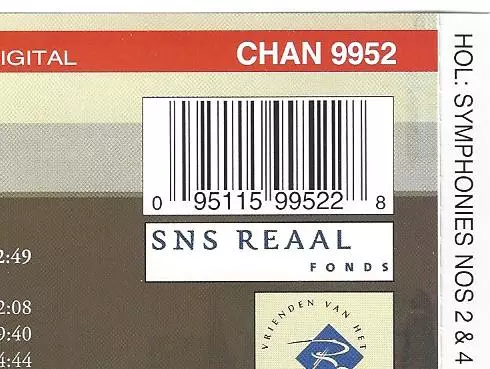 IGITAL
CHAN 9952
0 95115 99522 8
SNS REAAL
FONDS
2:49
2:08
9:40
4:44
VRIENDEN VAN HET
HOL: SYMPHONIES NOS 2 & 4